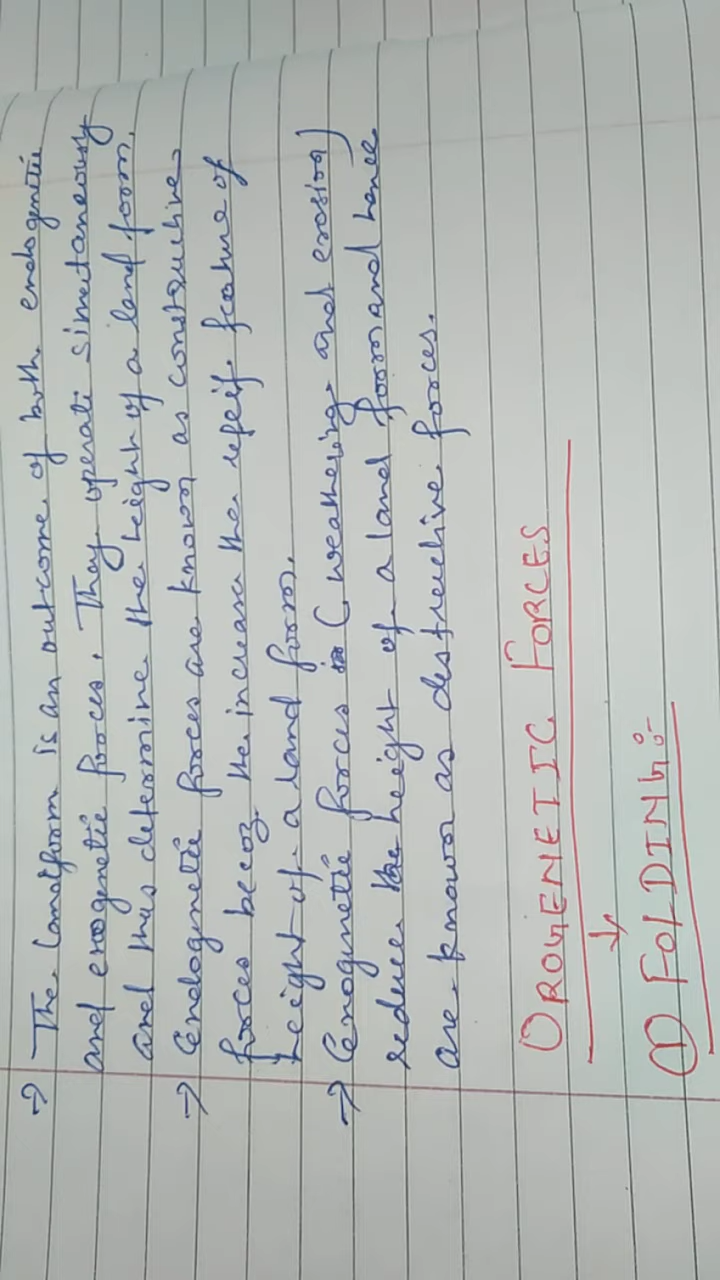 → The landform is an outcome of both endogenetic
and exogenetic forces. They operate simultaneously
and thus determine the height of a land form.
→ Endogenetic forces are known as constructive
forces becoz the increase the releif feature of
height of a land form.
→ Exogenetic forces (weathering and erosion)
reduce the height of a land form and hence
are known as destructive forces.
OROGENETIC FORCES
↓
① FOLDING:-